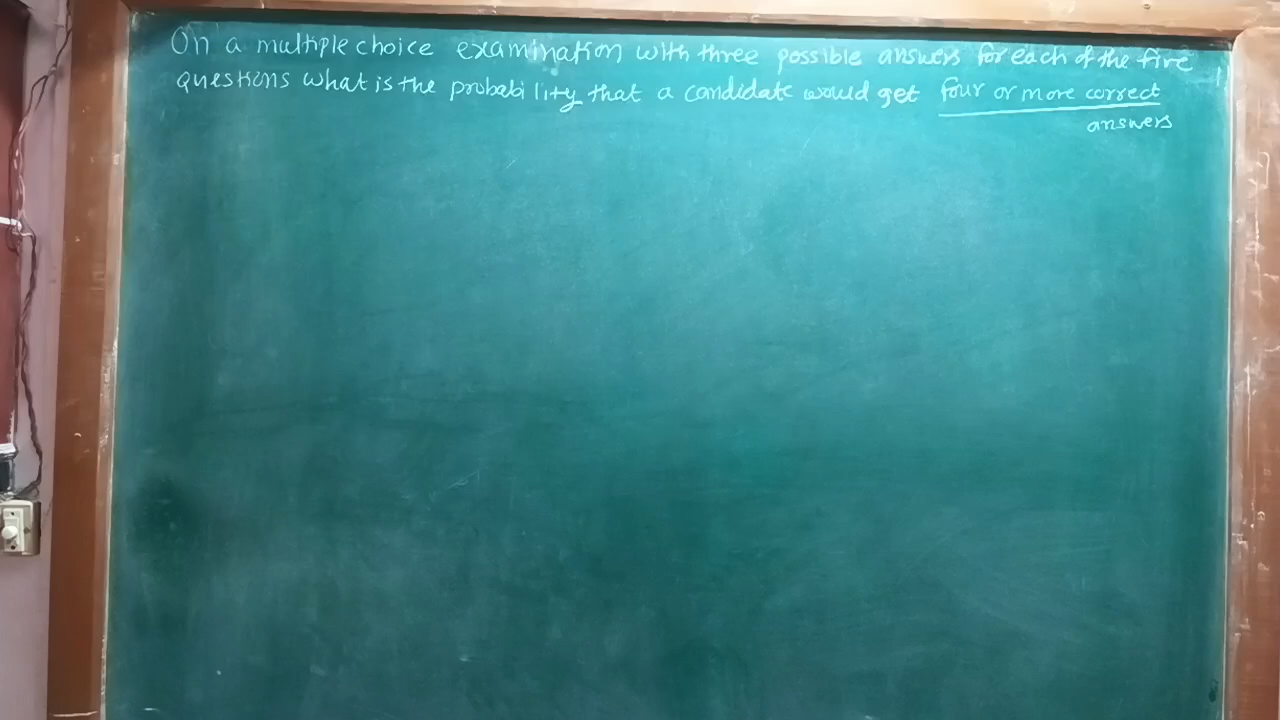 On a multiple choice examination with three possible answers for each of the five
questions what is the probability that a candidate would get four or more correct
answers